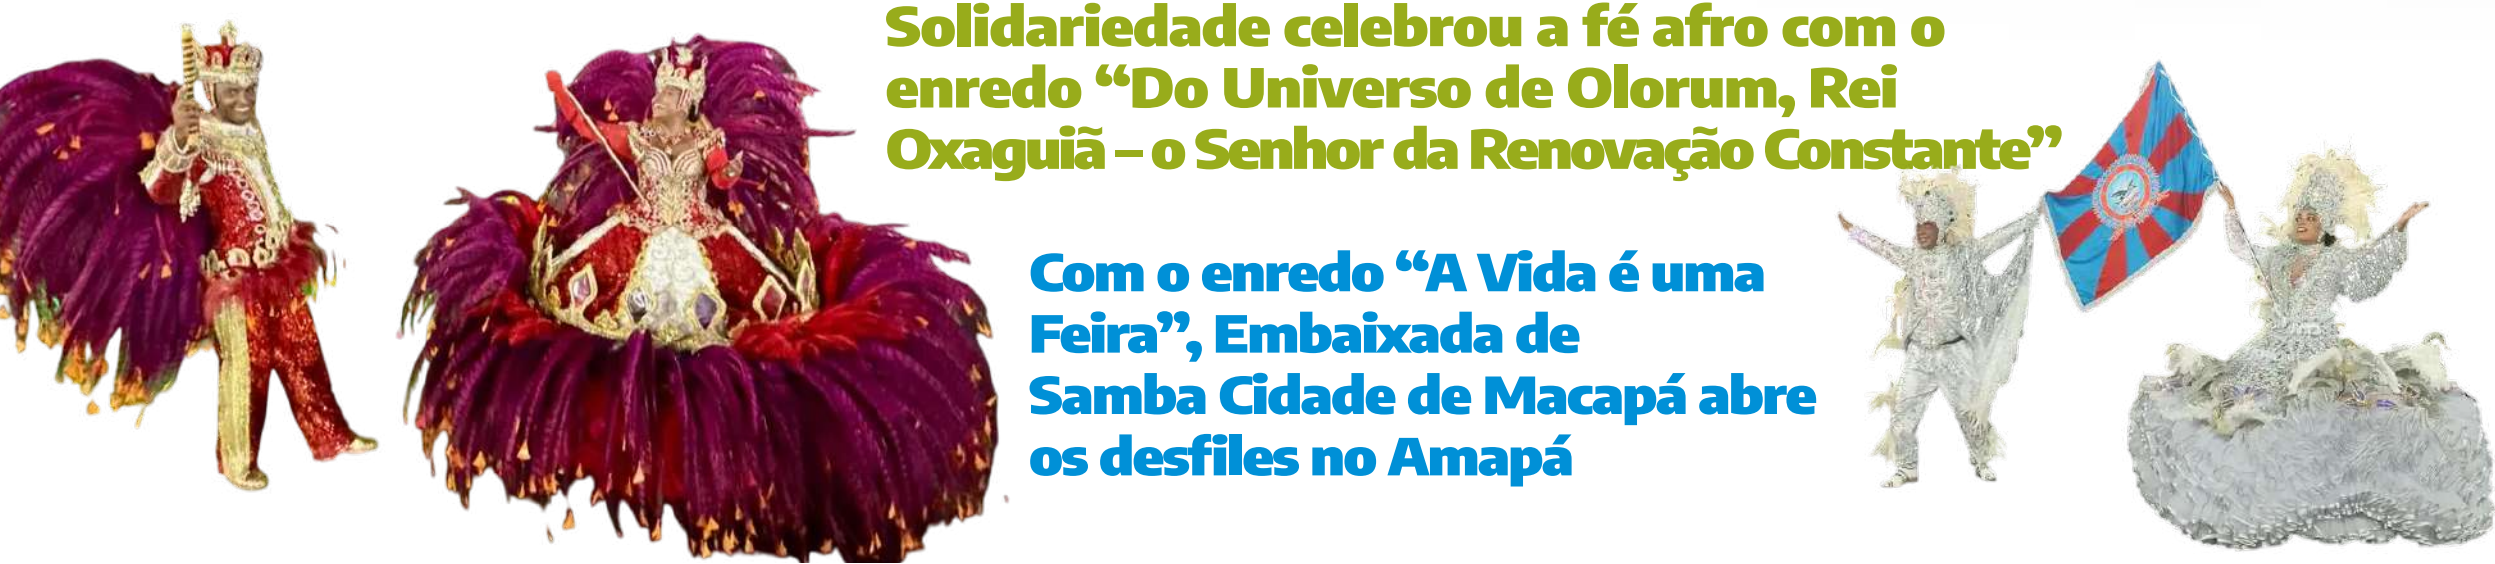 Solidariedade celebrou a fé afro com o
enredo “Do Universo de Olorum, Rei
Oxaguiã – o Senhor da Renovação Constante”
Com o enredo “A Vida é uma
Feira”, Embaixada de
Samba Cidade de Macapá abre
os desfiles no Amapá